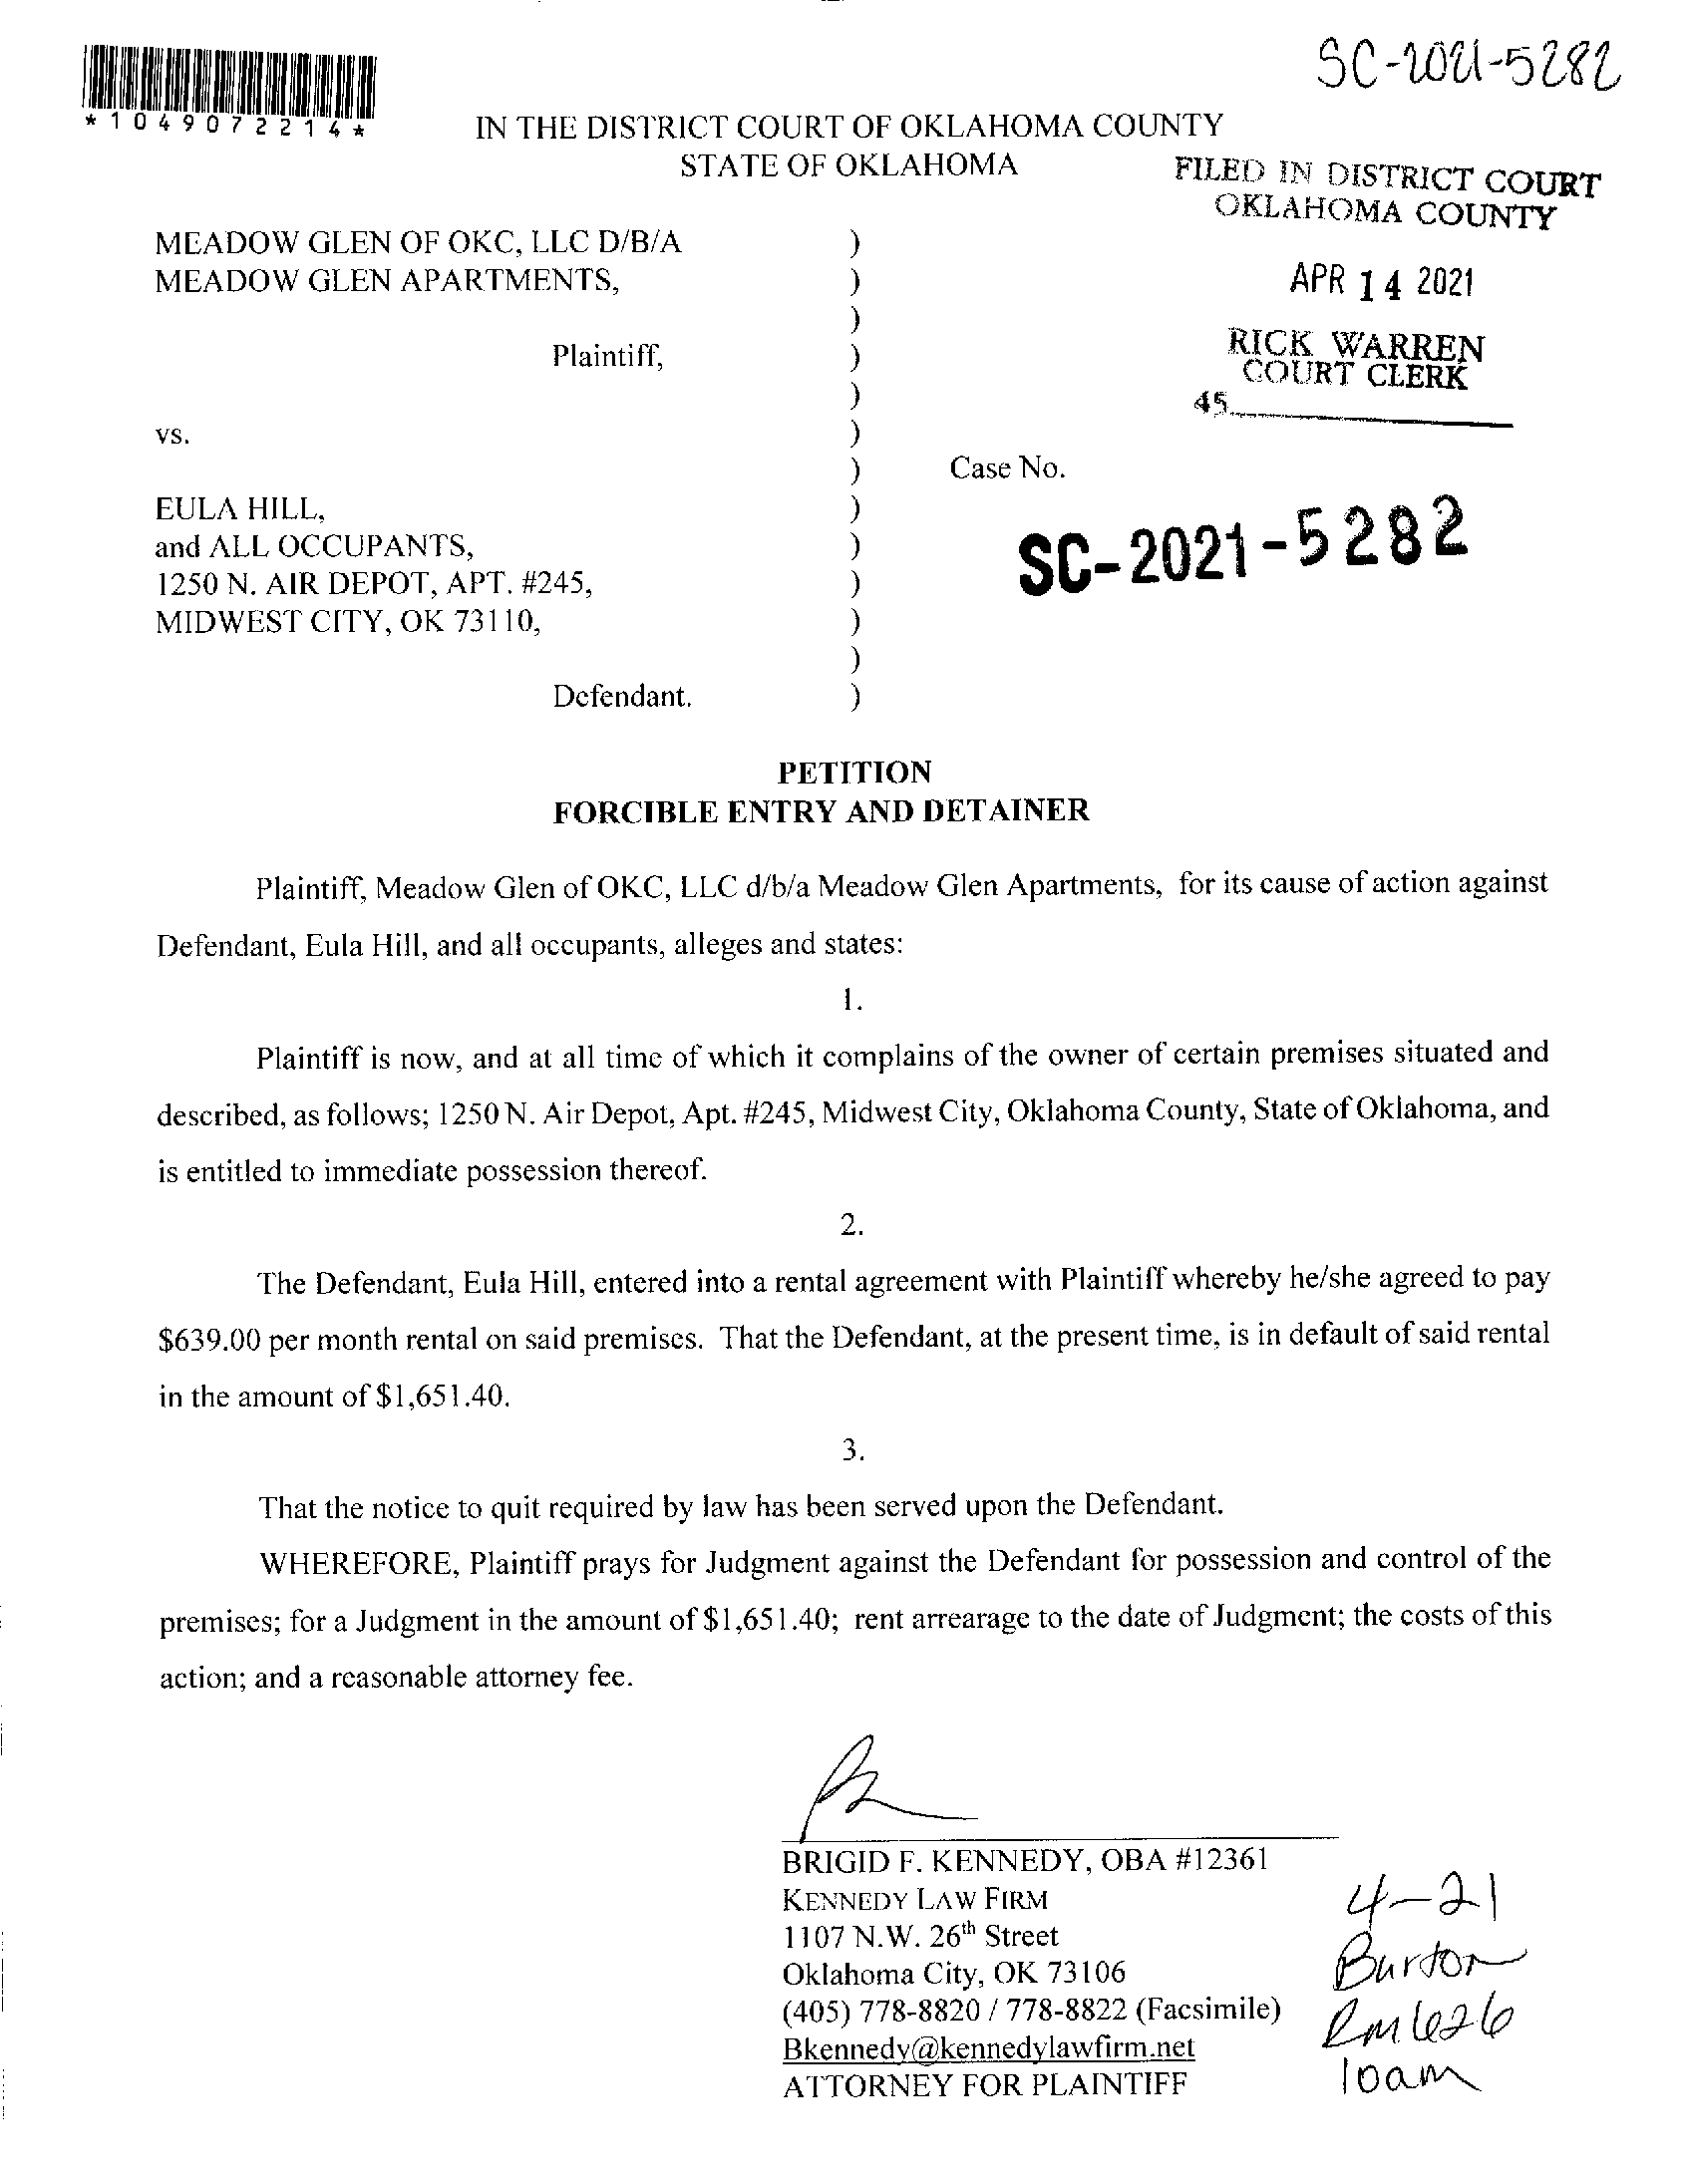 SC-2021-5282
*1049072214*
IN THE DISTRICT COURT OF OKLAHOMA COUNTY
STATE OF OKLAHOMA
FILED IN DISTRICT COURT
OKLAHOMA COUNTY
APR 14 2021
RICK WARREN
COURT CLERK
45
MEADOW GLEN OF OKC, LLC D/B/A )
MEADOW GLEN APARTMENTS, )
)
Plaintiff, )
)
vs. )
) Case No.
EULA HILL, )
and ALL OCCUPANTS, ) SC-2021-5282
1250 N. AIR DEPOT, APT. #245, )
MIDWEST CITY, OK 73110, )
)
Defendant. )
PETITION
FORCIBLE ENTRY AND DETAINER
Plaintiff, Meadow Glen of OKC, LLC d/b/a Meadow Glen Apartments, for its cause of action against
Defendant, Eula Hill, and all occupants, alleges and states:
1.
Plaintiff is now, and at all time of which it complains of the owner of certain premises situated and
described, as follows; 1250 N. Air Depot, Apt. #245, Midwest City, Oklahoma County, State of Oklahoma, and
is entitled to immediate possession thereof.
2.
The Defendant, Eula Hill, entered into a rental agreement with Plaintiff whereby he/she agreed to pay
$639.00 per month rental on said premises. That the Defendant, at the present time, is in default of said rental
in the amount of $1,651.40.
3.
That the notice to quit required by law has been served upon the Defendant.
WHEREFORE, Plaintiff prays for Judgment against the Defendant for possession and control of the
premises; for a Judgment in the amount of $1,651.40; rent arrearage to the date of Judgment; the costs of this
action; and a reasonable attorney fee.
BRIGID F. KENNEDY, OBA #12361
KENNEDY LAW FIRM
1107 N.W. 26th Street
Oklahoma City, OK 73106
(405) 778-8820 / 778-8822 (Facsimile)
Bkennedy@kennedylawfirm.net
ATTORNEY FOR PLAINTIFF
4-21
Burton
Rm 626
10am